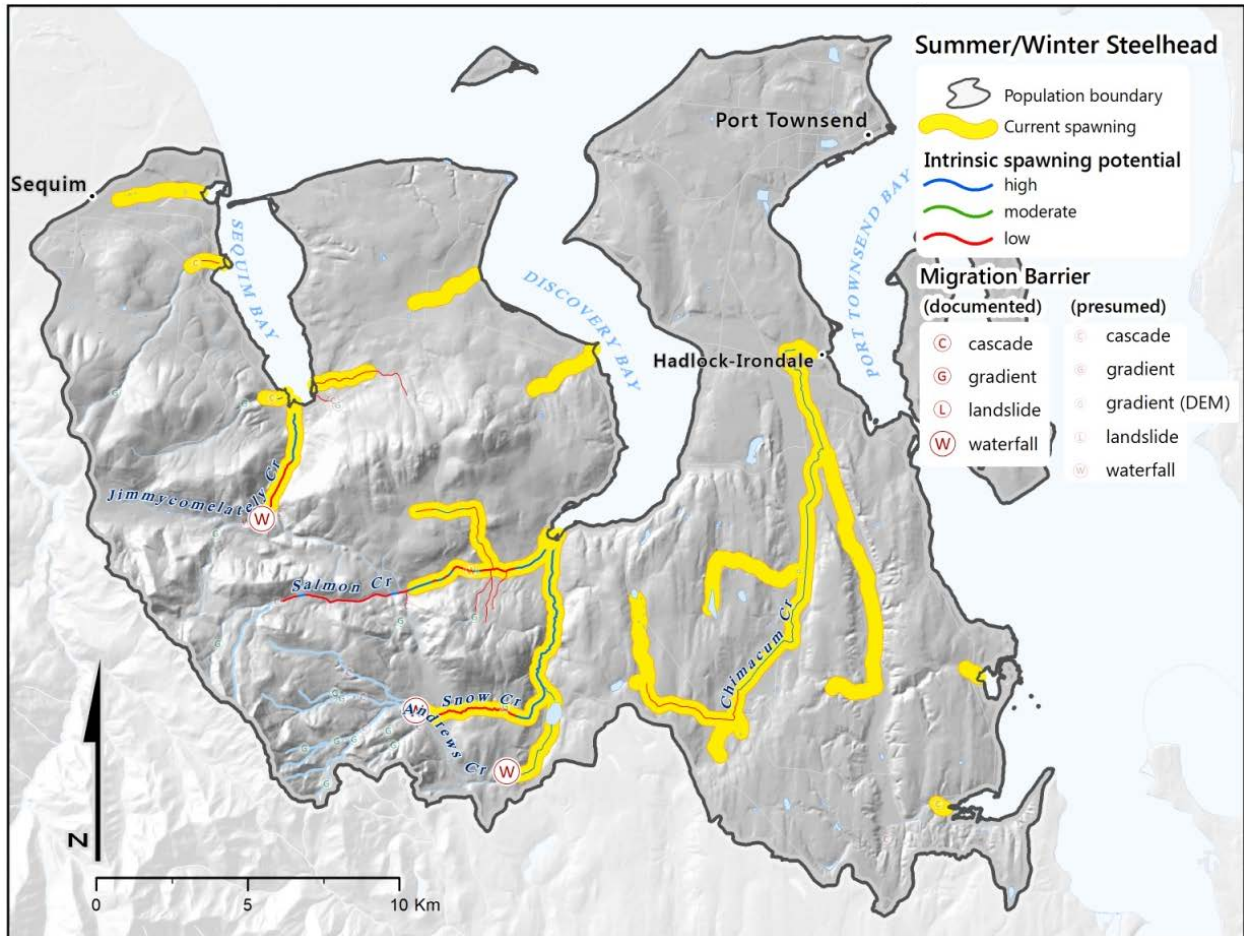 Summer/Winter Steelhead
Population boundary
Current spawning
Intrinsic spawning potential
high
moderate
low
Migration Barrier
(documented)
(presumed)
C cascade
G gradient
L landslide
W waterfall
cascade
gradient
gradient (DEM)
landslide
waterfall
Port Townsend
Sequim
SEQUIM BAY
DISCOVERY BAY
PORT TOWNSEND BAY
Hadlock-Irondale
Jimmycomelately Cr
W
Salmon Cr
Chimacum Cr
Snow Cr
Andrews Cr
W
N
0 5 10 Km